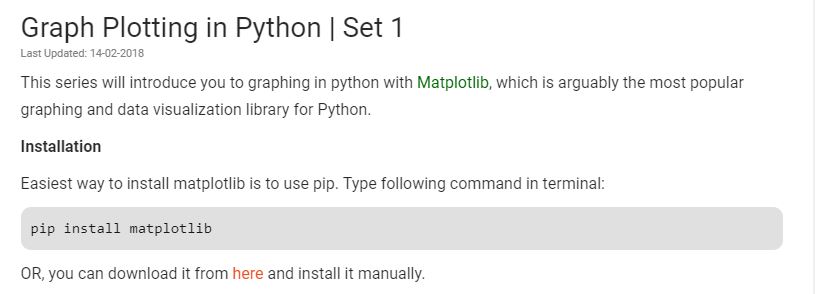 Graph Plotting in Python | Set 1
Last Updated: 14-02-2018
This series will introduce you to graphing in python with Matplotlib, which is arguably the most popular
graphing and data visualization library for Python.
Installation
Easiest way to install matplotlib is to use pip. Type following command in terminal:
pip install matplotlib
OR, you can download it from here and install it manually.